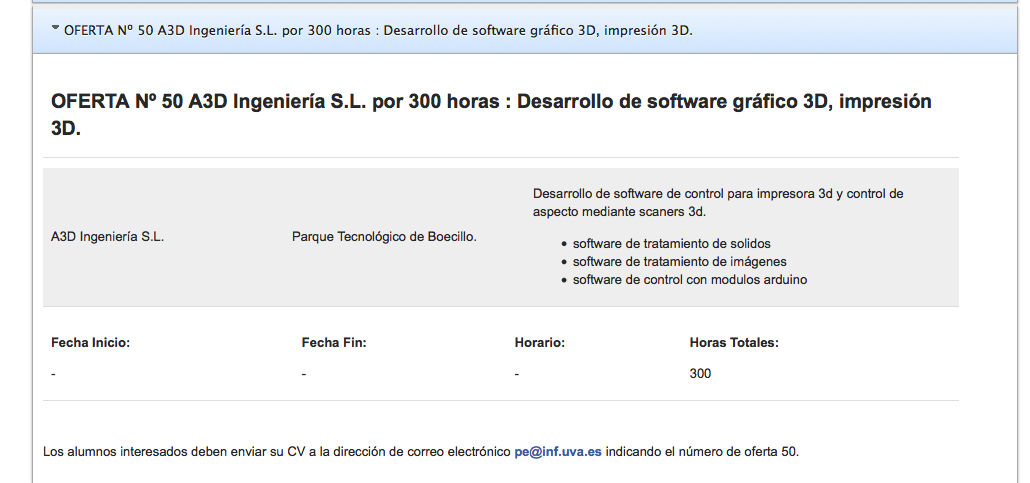 OFERTA Nº 50 A3D Ingeniería S.L. por 300 horas : Desarrollo de software gráfico 3D, impresión 3D.
OFERTA Nº 50 A3D Ingeniería S.L. por 300 horas : Desarrollo de software gráfico 3D, impresión
3D.
A3D Ingeniería S.L.
Parque Tecnológico de Boecillo.
Desarrollo de software de control para impresora 3d y control de
aspecto mediante scaners 3d.
• software de tratamiento de solidos
• software de tratamiento de imágenes
• software de control con modulos arduino
Fecha Inicio: Fecha Fin: Horario: Horas Totales:
- - - 300
Los alumnos interesados deben enviar su CV a la dirección de correo electrónico pe@inf.uva.es indicando el número de oferta 50.